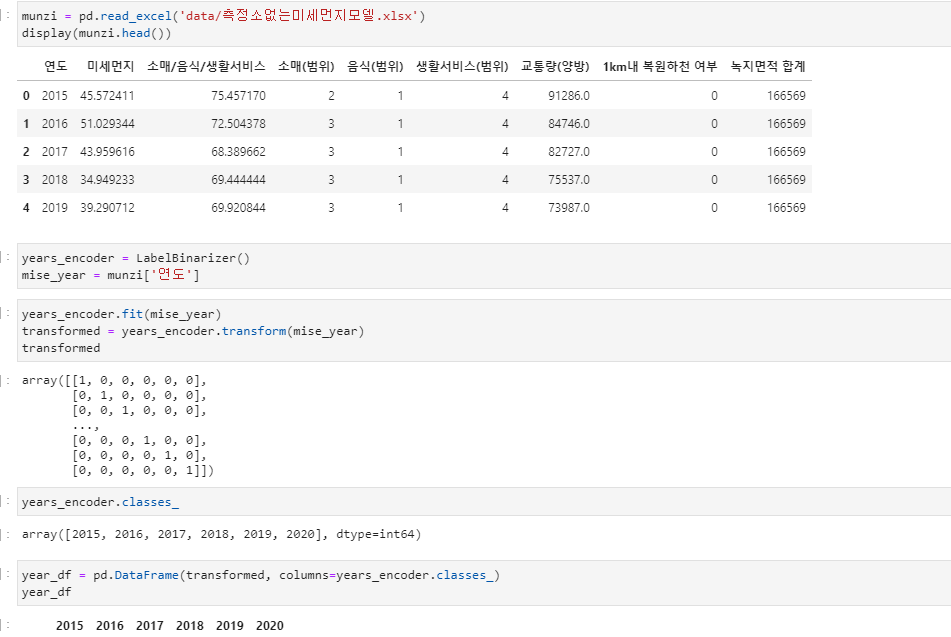 munzi = pd.read_excel('data/측정소없는미세먼지모델.xlsx')
display(munzi.head())
연도 미세먼지 소매/음식/생활서비스 소매(범위) 음식(범위) 생활서비스(범위) 교통량(양방) 1km내 복원하천 여부 녹지면적 합계
0 2015 45.572411 75.457170 2 1 4 91286.0 0 166569
1 2016 51.029344 72.504378 3 1 4 84746.0 0 166569
2 2017 43.959616 68.389662 3 1 4 82727.0 0 166569
3 2018 34.949233 69.444444 3 1 4 75537.0 0 166569
4 2019 39.290712 69.920844 3 1 4 73987.0 0 166569
years_encoder = LabelBinarizer()
mise_year = munzi['연도']
years_encoder.fit(mise_year)
transformed = years_encoder.transform(mise_year)
transformed
array([[1, 0, 0, 0, 0, 0],
[0, 1, 0, 0, 0, 0],
[0, 0, 1, 0, 0, 0],
...,
[0, 0, 0, 1, 0, 0],
[0, 0, 0, 0, 1, 0],
[0, 0, 0, 0, 0, 1]])
years_encoder.classes_
array([2015, 2016, 2017, 2018, 2019, 2020], dtype=int64)
year_df = pd.DataFrame(transformed, columns=years_encoder.classes_)
year_df
2015 2016 2017 2018 2019 2020